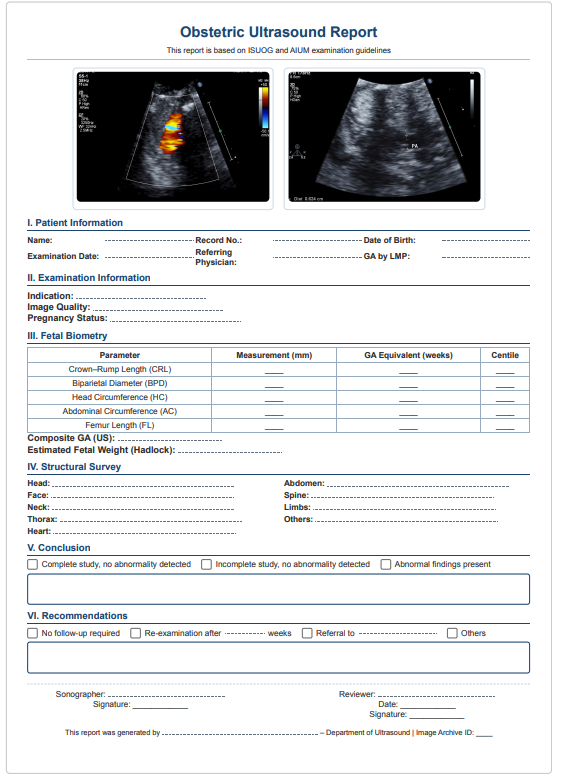 Obstetric Ultrasound Report
This report is based on ISUOG and AIUM examination guidelines
PA
Dist 0.624 cm
I. Patient Information
Name: Record No.: Date of Birth:
Examination Date: Referring Physician: GA by LMP:
II. Examination Information
Indication:
Image Quality:
Pregnancy Status:
III. Fetal Biometry
Parameter Measurement (mm) GA Equivalent (weeks) Centile
Crown–Rump Length (CRL)
Biparietal Diameter (BPD)
Head Circumference (HC)
Abdominal Circumference (AC)
Femur Length (FL)
Composite GA (US):
Estimated Fetal Weight (Hadlock):
IV. Structural Survey
Head: Abdomen:
Face: Spine:
Neck: Limbs:
Thorax: Others:
Heart:
V. Conclusion
Complete study, no abnormality detected Incomplete study, no abnormality detected Abnormal findings present
VI. Recommendations
No follow-up required Re-examination after weeks Referral to Others
Sonographer: Reviewer:
Signature: Date:
Signature:
This report was generated by – Department of Ultrasound | Image Archive ID: